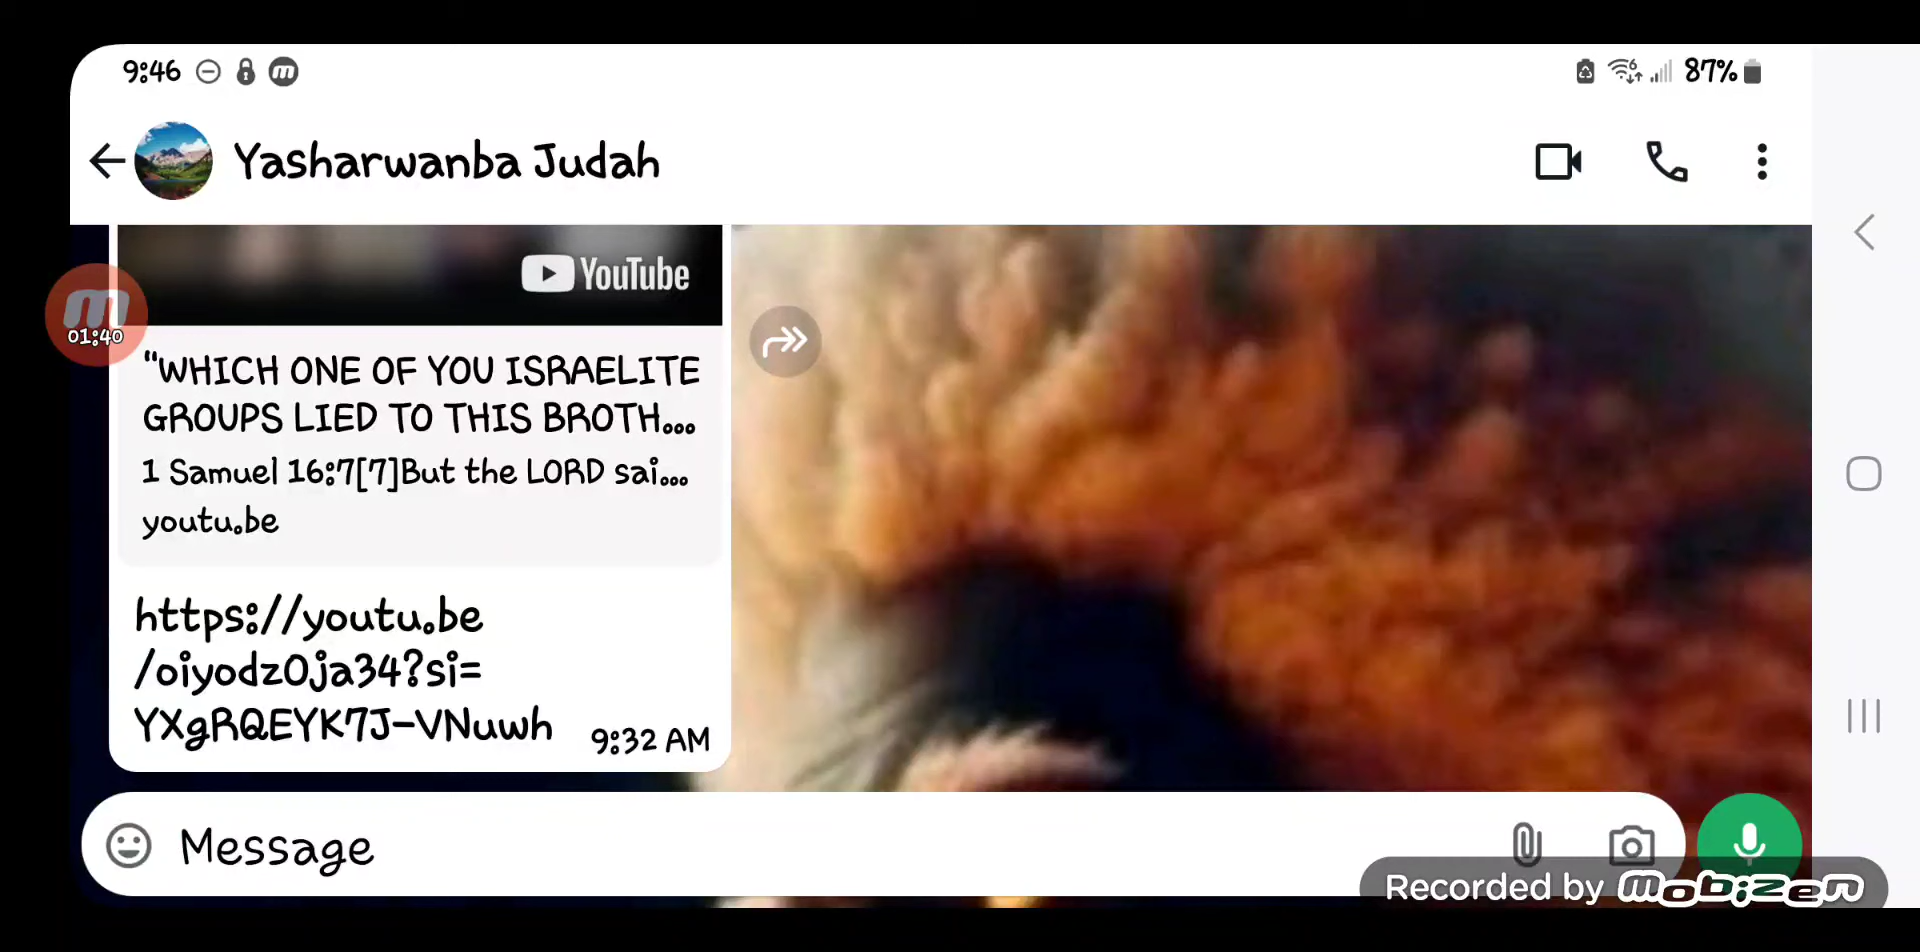 9:46
87%
Yasharwanba Judah
YouTube
01:40
"WHICH ONE OF YOU ISRAELITE
GROUPS LIED TO THIS BROTH...
1 Samuel 16:7[7]But the LORD sai...
youtu.be
https://youtu.be
/oiyodz0ja34?si=
YXgRQEYK7J-VNuwh
9:32 AM
Message
Recorded by mobizen